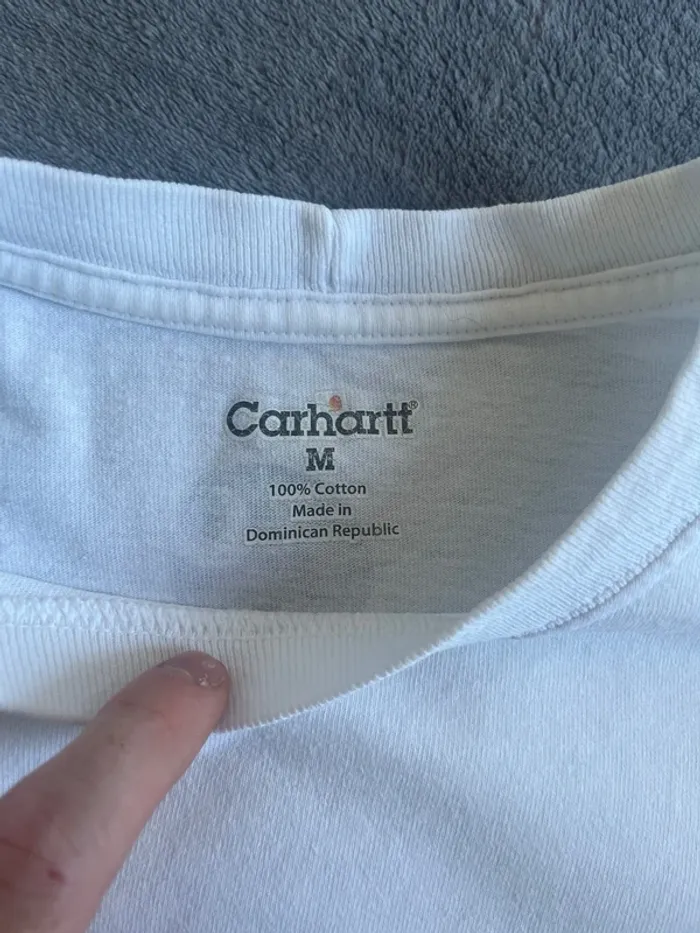 Carhartt®
M
100% Cotton
Made in
Dominican Republic